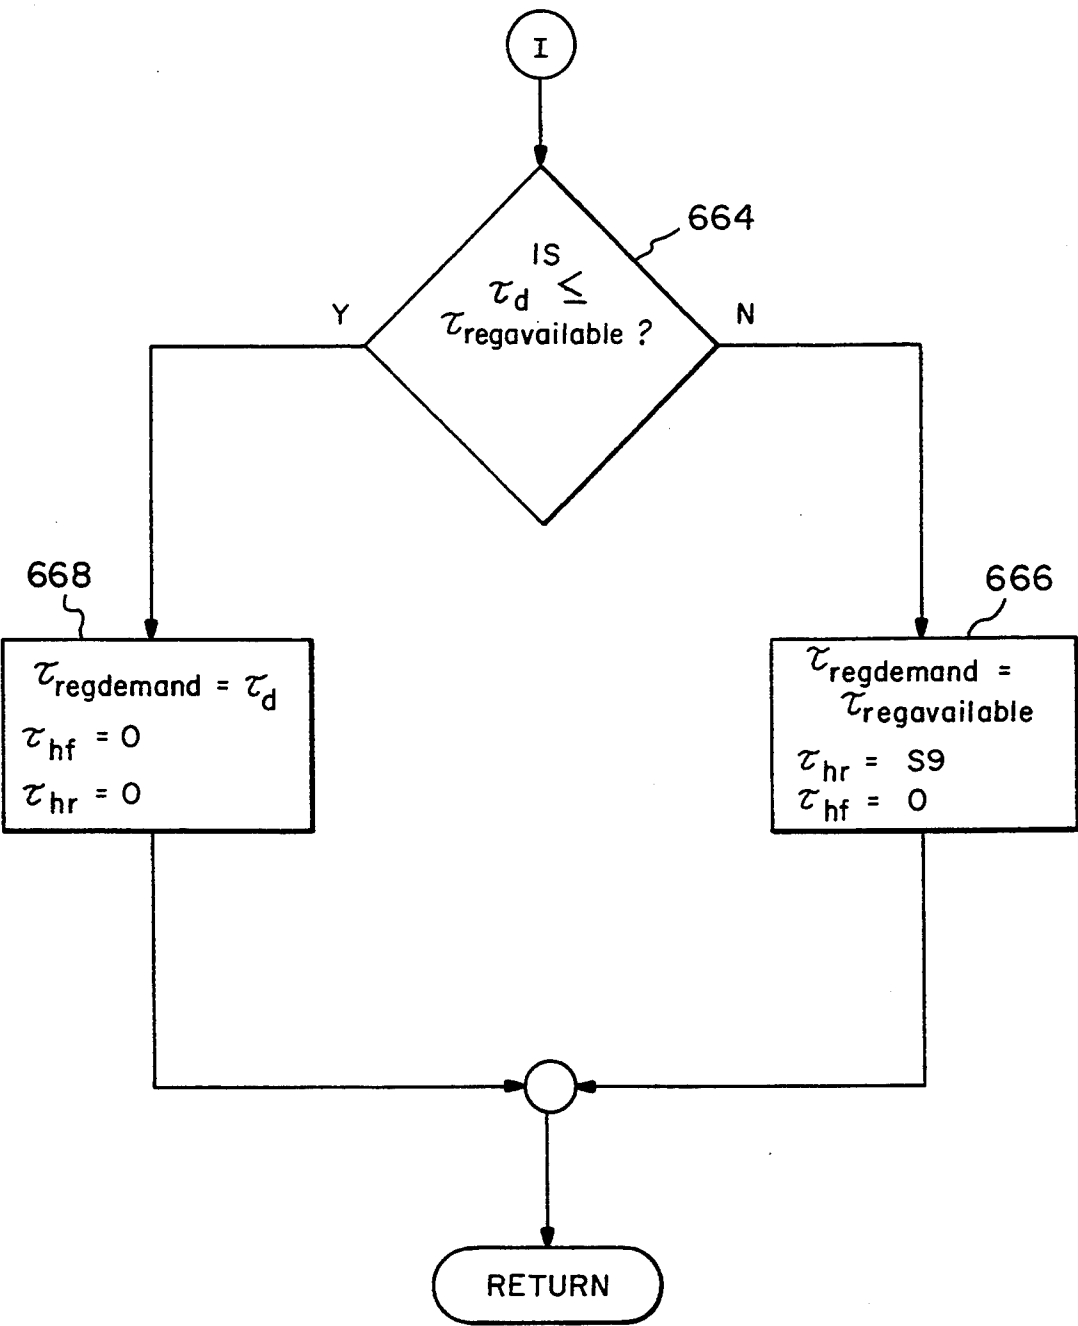 I
664
IS
τd ≤
τregavailable ?
Y
N
668
666
τregdemand = τd
τhf = 0
τhr = 0
τregdemand =
τregavailable
τhr = S9
τhf = 0
RETURN